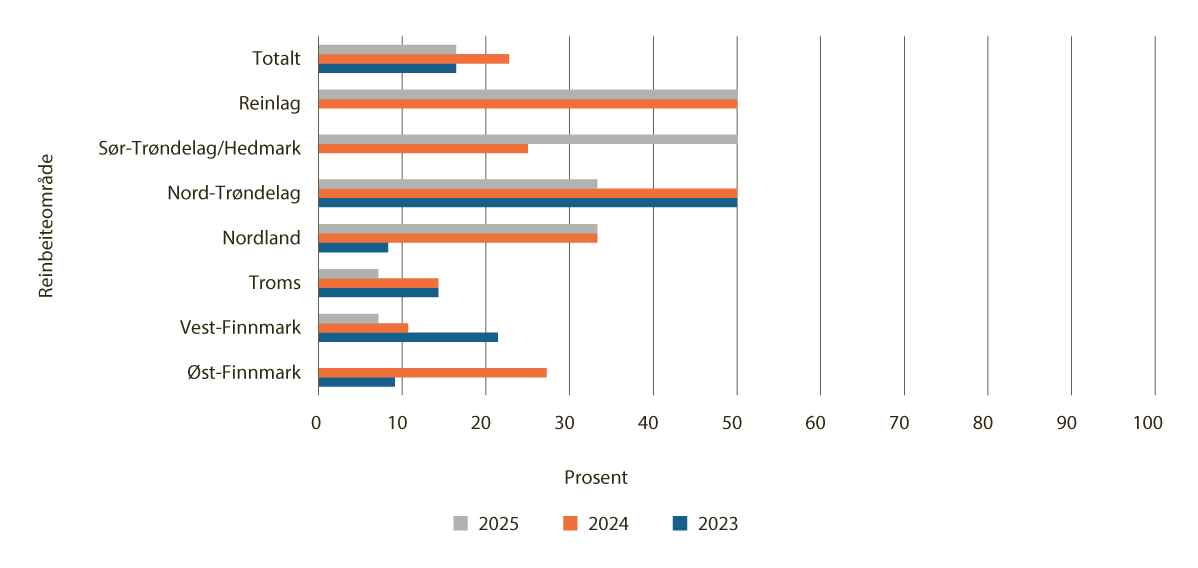 Totalt
Reinlag
Sør-Trøndelag/Hedmark
Nord-Trøndelag
Nordland
Troms
Vest-Finnmark
Øst-Finnmark
Reinbeiteområde
0 10 20 30 40 50 60 70 80 90 100
Prosent
2025 2024 2023